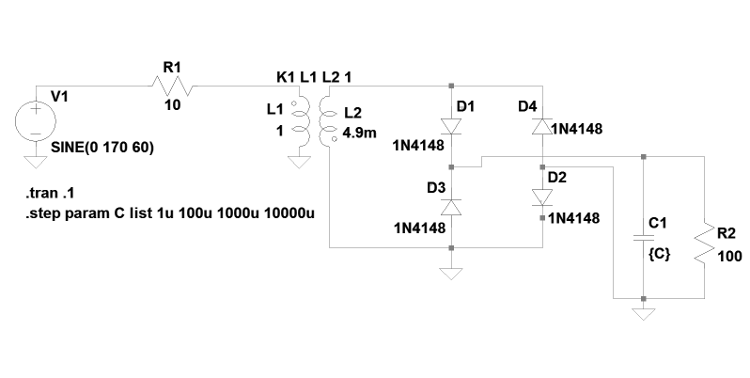 R1
10
V1
SINE(0 170 60)
K1 L1 L2 1
L1
1
L2
4.9m
D1
1N4148
D4
1N4148
D3
1N4148
D2
1N4148
C1
{C}
R2
100
.tran .1
.step param C list 1u 100u 1000u 10000u